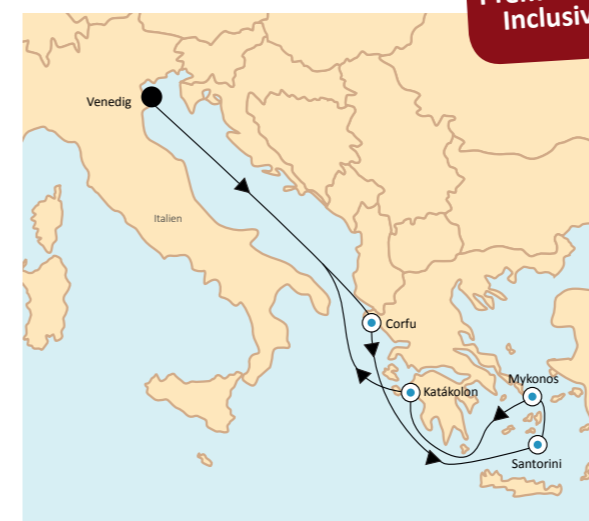 Inclusiv
Venedig
Italien
Corfu
Katákolon
Mykonos
Santorini